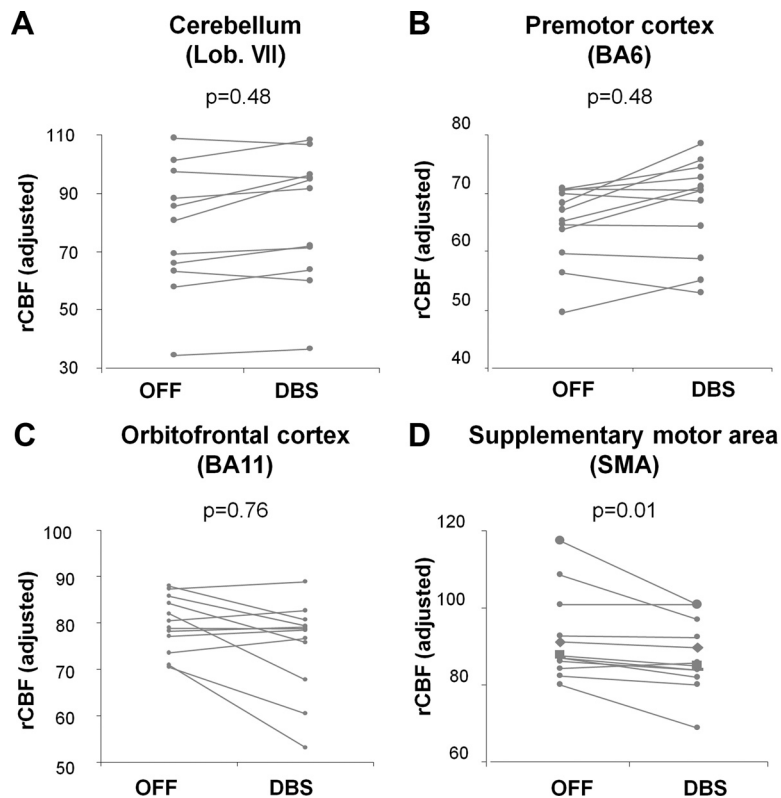 A
Cerebellum
(Lob. VII)
p=0.48
110
90
70
50
30
rCBF (adjusted)
OFF
DBS
B
Premotor cortex
(BA6)
p=0.48
80
70
60
50
40
rCBF (adjusted)
OFF
DBS
C
Orbitofrontal cortex
(BA11)
p=0.76
100
90
80
70
60
50
rCBF (adjusted)
OFF
DBS
D
Supplementary motor area
(SMA)
p=0.01
120
100
80
60
rCBF (adjusted)
OFF
DBS